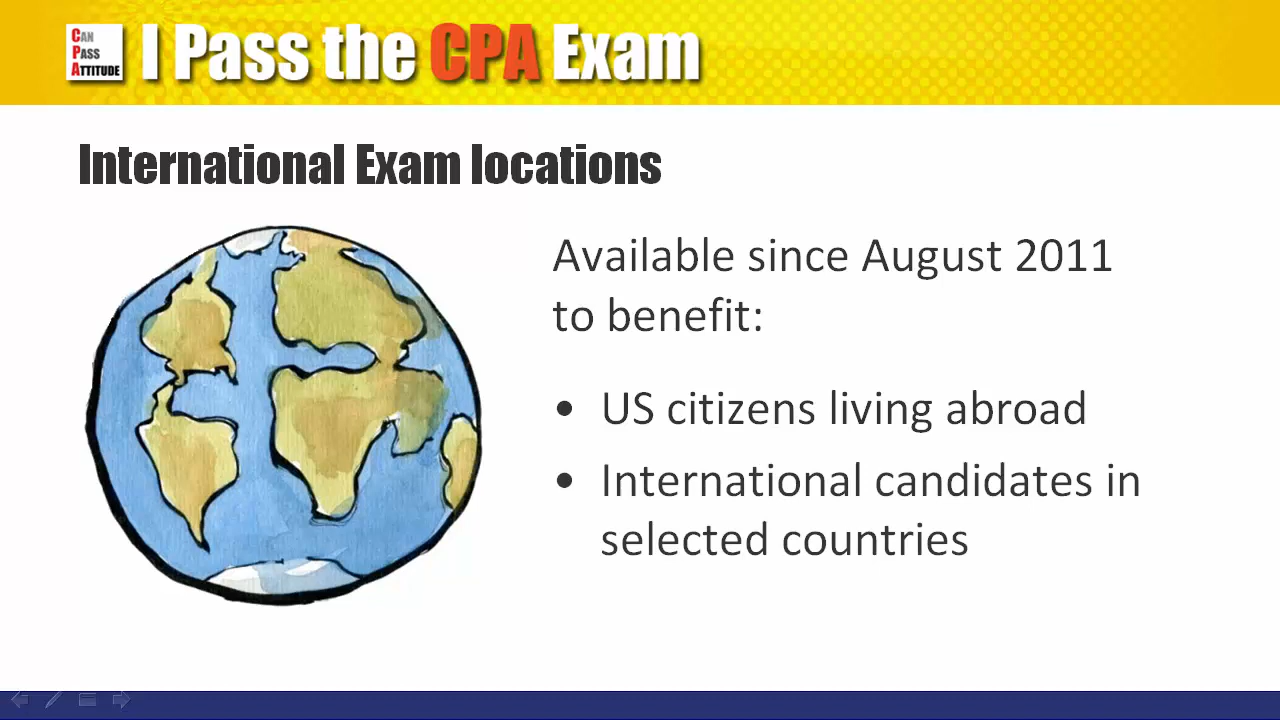 CAN
PASS
ATTITUDE
I Pass the CPA Exam
International Exam locations
Available since August 2011
to benefit:
• US citizens living abroad
• International candidates in
selected countries